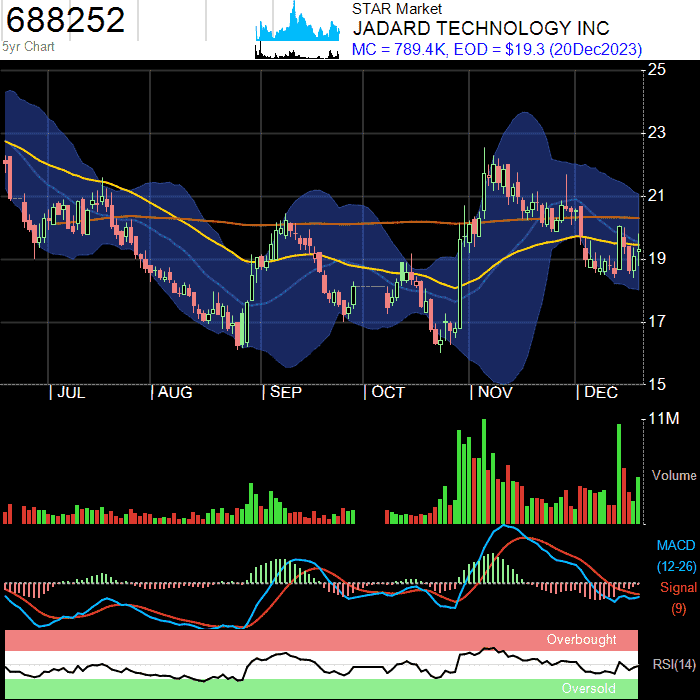 688252
5yr Chart
STAR Market
JADARD TECHNOLOGY INC
MC = 789.4K, EOD = $19.3 (20Dec2023)
25
23
21
19
17
15
| JUL | AUG | SEP | OCT | NOV | DEC
11M
Volume
MACD
(12-26)
Signal
(9)
Overbought
RSI(14)
Oversold